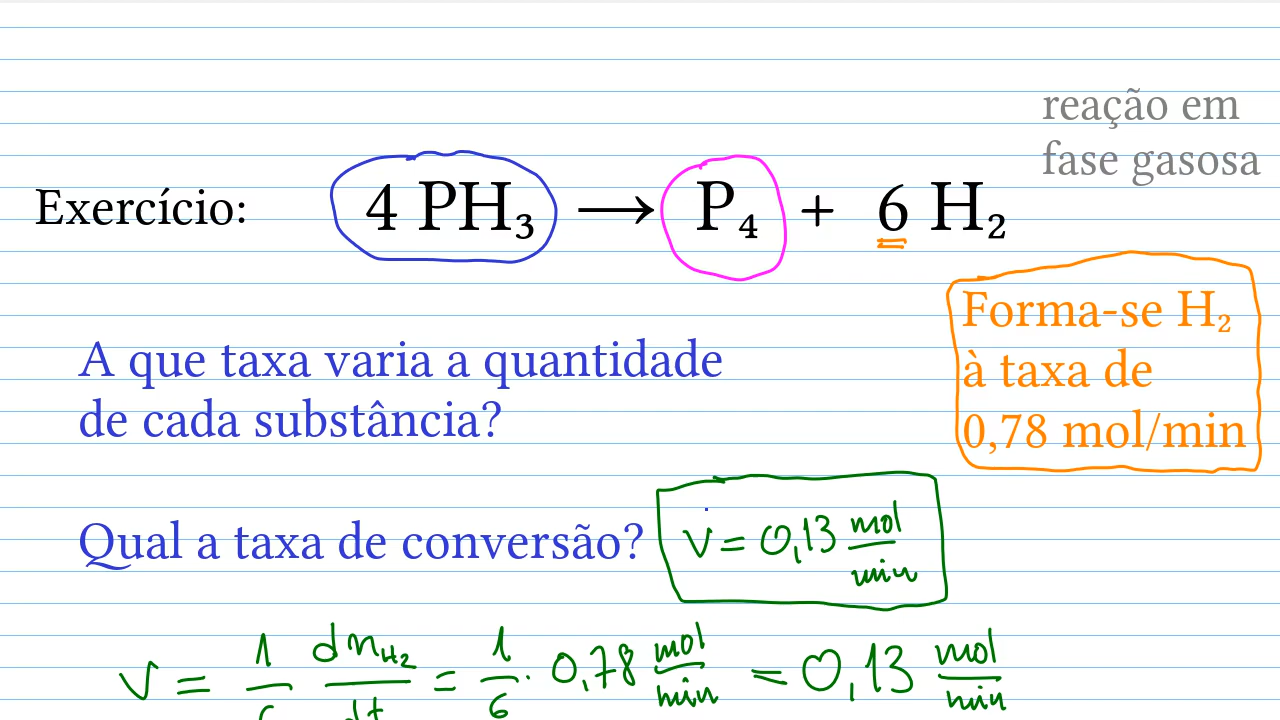 reação em
fase gasosa
Exercício: 4 PH₃ ⟶ P₄ + 6 H₂
Forma-se H₂
à taxa de
0,78 mol/min
A que taxa varia a quantidade
de cada substância?
Qual a taxa de conversão? v = 0,13 mol/min
v = 1/6 dn_H₂/dt = 1/6 · 0,78 mol/min = 0,13 mol/min